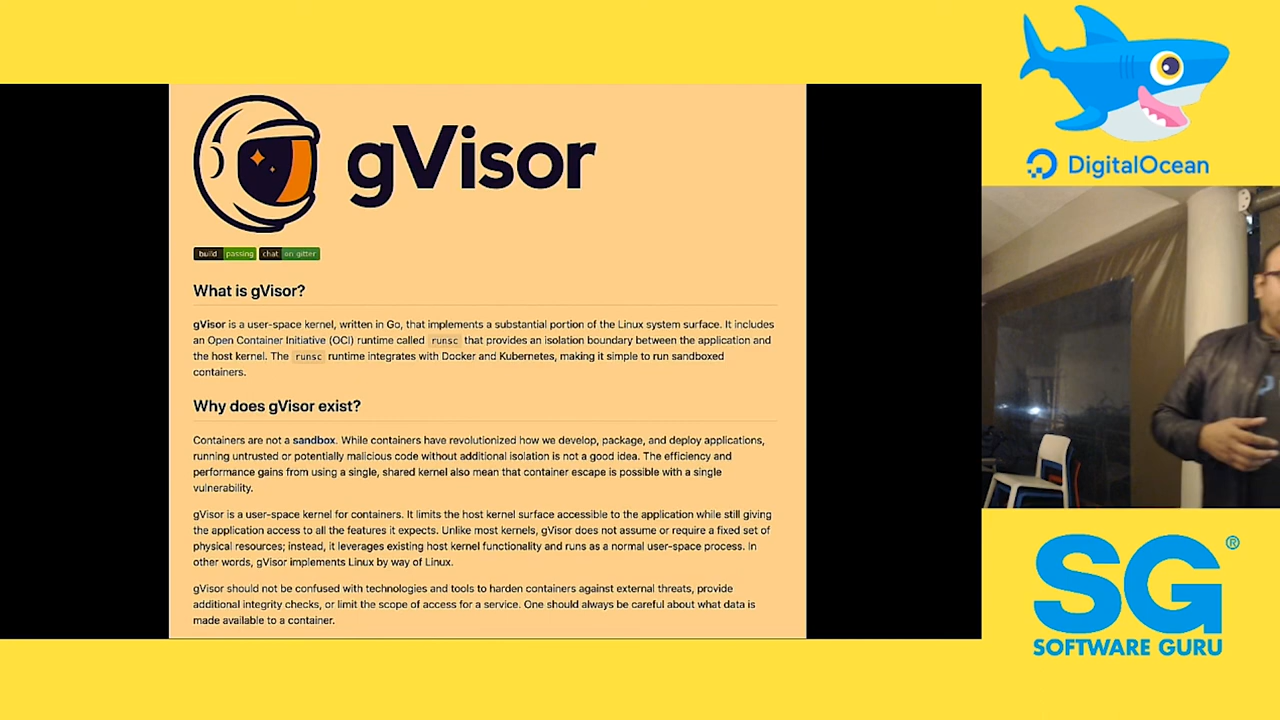 gVisor
build passing chat on gitter
What is gVisor?
gVisor is a user-space kernel, written in Go, that implements a substantial portion of the Linux system surface. It includes
an Open Container Initiative (OCI) runtime called runsc that provides an isolation boundary between the application and
the host kernel. The runsc runtime integrates with Docker and Kubernetes, making it simple to run sandboxed
containers.
Why does gVisor exist?
Containers are not a sandbox. While containers have revolutionized how we develop, package, and deploy applications,
running untrusted or potentially malicious code without additional isolation is not a good idea. The efficiency and
performance gains from using a single, shared kernel also mean that container escape is possible with a single
vulnerability.
gVisor is a user-space kernel for containers. It limits the host kernel surface accessible to the application while still giving
the application access to all the features it expects. Unlike most kernels, gVisor does not assume or require a fixed set of
physical resources; instead, it leverages existing host kernel functionality and runs as a normal user-space process. In
other words, gVisor implements Linux by way of Linux.
gVisor should not be confused with technologies and tools to harden containers against external threats, provide
additional integrity checks, or limit the scope of access for a service. One should always be careful about what data is
made available to a container.
DigitalOcean
SG®
SOFTWARE GURU